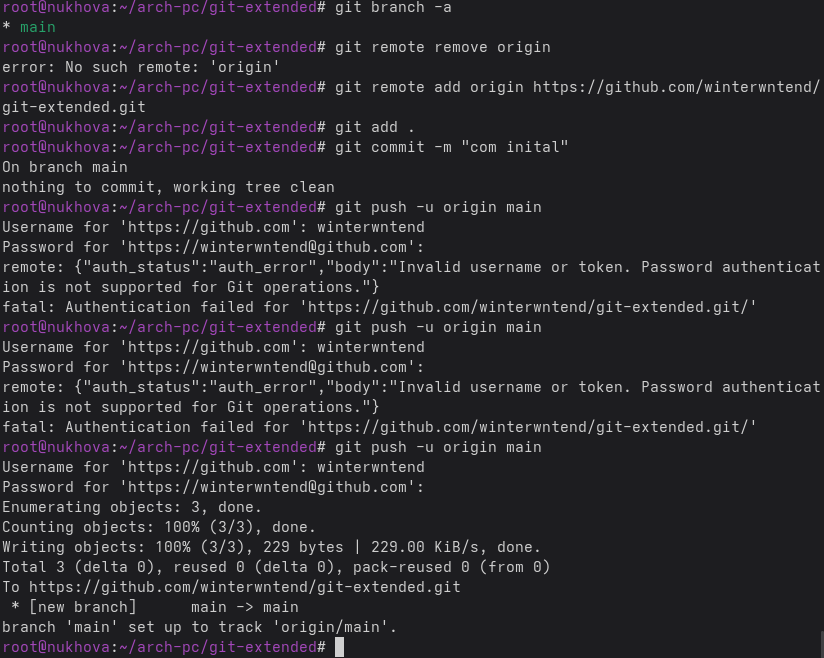 root@nukhova:~/arch-pc/git-extended# git branch -a
* main
root@nukhova:~/arch-pc/git-extended# git remote remove origin
error: No such remote: 'origin'
root@nukhova:~/arch-pc/git-extended# git remote add origin https://github.com/winterwntend/
git-extended.git
root@nukhova:~/arch-pc/git-extended# git add .
root@nukhova:~/arch-pc/git-extended# git commit -m "com inital"
On branch main
nothing to commit, working tree clean
root@nukhova:~/arch-pc/git-extended# git push -u origin main
Username for 'https://github.com': winterwntend
Password for 'https://winterwntend@github.com':
remote: {"auth_status":"auth_error","body":"Invalid username or token. Password authenticat
ion is not supported for Git operations."}
fatal: Authentication failed for 'https://github.com/winterwntend/git-extended.git/'
root@nukhova:~/arch-pc/git-extended# git push -u origin main
Username for 'https://github.com': winterwntend
Password for 'https://winterwntend@github.com':
remote: {"auth_status":"auth_error","body":"Invalid username or token. Password authenticat
ion is not supported for Git operations."}
fatal: Authentication failed for 'https://github.com/winterwntend/git-extended.git/'
root@nukhova:~/arch-pc/git-extended# git push -u origin main
Username for 'https://github.com': winterwntend
Password for 'https://winterwntend@github.com':
Enumerating objects: 3, done.
Counting objects: 100% (3/3), done.
Writing objects: 100% (3/3), 229 bytes | 229.00 KiB/s, done.
Total 3 (delta 0), reused 0 (delta 0), pack-reused 0 (from 0)
To https://github.com/winterwntend/git-extended.git
 * [new branch]      main -> main
branch 'main' set up to track 'origin/main'.
root@nukhova:~/arch-pc/git-extended#